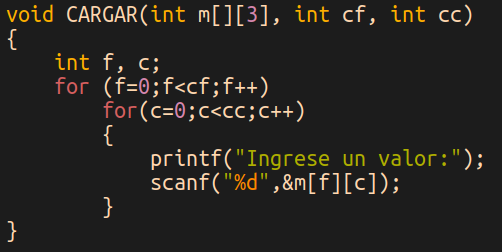 void CARGAR(int m[][3], int cf, int cc)
{
    int f, c;
    for (f=0;f<cf;f++)
        for(c=0;c<cc;c++)
        {
            printf("Ingrese un valor:");
            scanf("%d",&m[f][c]);
        }
}